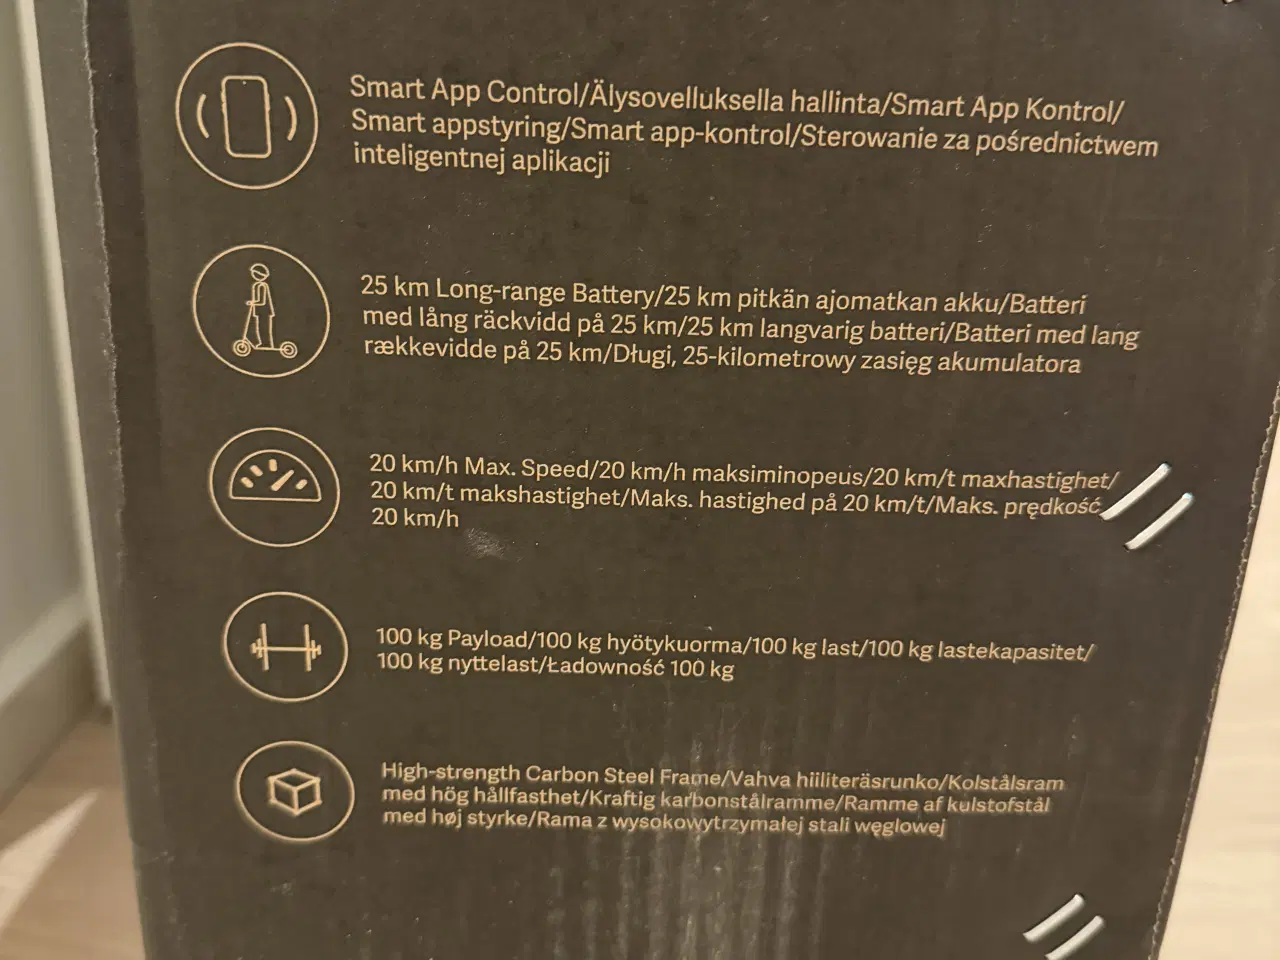 Smart App Control/Älysovelluksella hallinta/Smart App Kontrol/
Smart appstyring/Smart app-kontrol/Sterowanie za pośrednictwem
inteligentnej aplikacji
25 km Long-range Battery/25 km pitkän ajomatkan akku/Batteri
med lång räckvidd på 25 km/25 km langvarig batteri/Batteri med lang
rækkevidde på 25 km/Długi, 25-kilometrowy zasięg akumulatora
20 km/h Max. Speed/20 km/h maksiminopeus/20 km/t maxhastighet/
20 km/t makshastighet/Maks. hastighed på 20 km/t/Maks. prędkość
20 km/h
100 kg Payload/100 kg hyötykuorma/100 kg last/100 kg lastekapasitet/
100 kg nyttelast/Ładowność 100 kg
High-strength Carbon Steel Frame/Vahva hiiliteräsrunko/Kolstålsram
med hög hållfasthet/Kraftig karbonstålramme/Ramme af kulstofstål
med høj styrke/Rama z wysokowytrzymałej stali węglowej